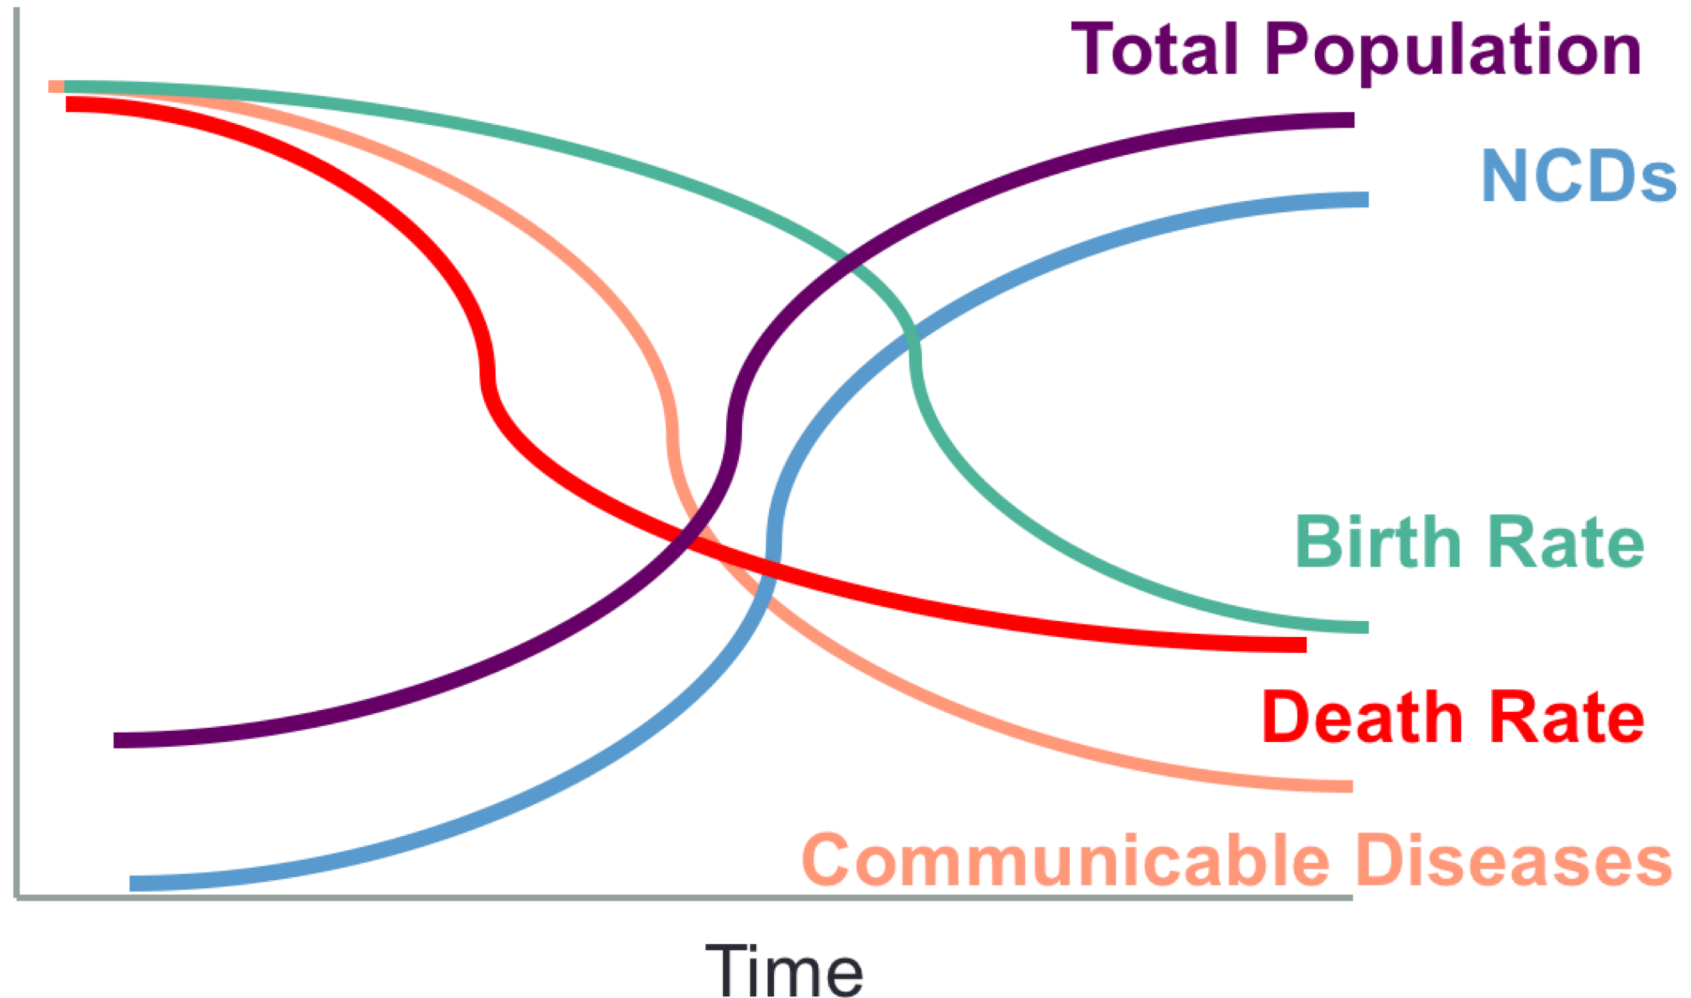 Total Population
NCDs
Birth Rate
Death Rate
Communicable Diseases
Time